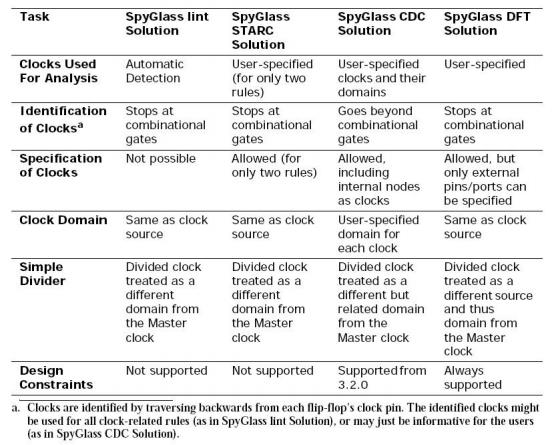 Task
SpyGlass lint
Solution
SpyGlass
STARC
Solution
SpyGlass CDC
Solution
SpyGlass DFT
Solution
Clocks Used
For Analysis
Automatic
Detection
User-specified
(for only two
rules)
User-specified
clocks and their
domains
User-specified
Identification
of Clocksa
Stops at
combinational
gates
Stops at
combinational
gates
Goes beyond
combinational
gates
Stops at
combinational
gates
Specification
of Clocks
Not possible
Allowed (for
only two rules)
Allowed,
including
internal nodes
as clocks
Allowed, but
only external
pins/ports can
be specified
Clock Domain
Same as clock
source
Same as clock
source
User-specified
domain for
each clock
Same as clock
source
Simple
Divider
Divided clock
treated as a
different
domain from
the Master
clock
Divided clock
treated as a
different
domain from
the Master
clock
Divided clock
treated as a
different but
related domain
from the
Master clock
Divided clock
treated as a
different source
and thus
domain from
the Master
clock
Design
Constraints
Not supported
Not supported
Supported from
3.2.0
Always
supported
a. Clocks are identified by traversing backwards from each flip-flop's clock pin. The identified clocks might
be used for all clock-related rules (as in SpyGlass lint Solution), or may just be informative for the users
(as in SpyGlass CDC Solution).